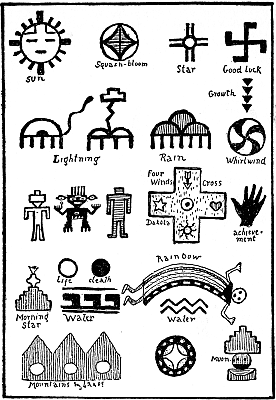 Sun
Squash-bloom
Star
Good luck
Growth
Lightning
Rain
Whirlwind
Four
Winds
Cross
Dakota
achieve-
ment
Rainbow
Life
death
Morning
Star
Water
Water
Moon
Mountains